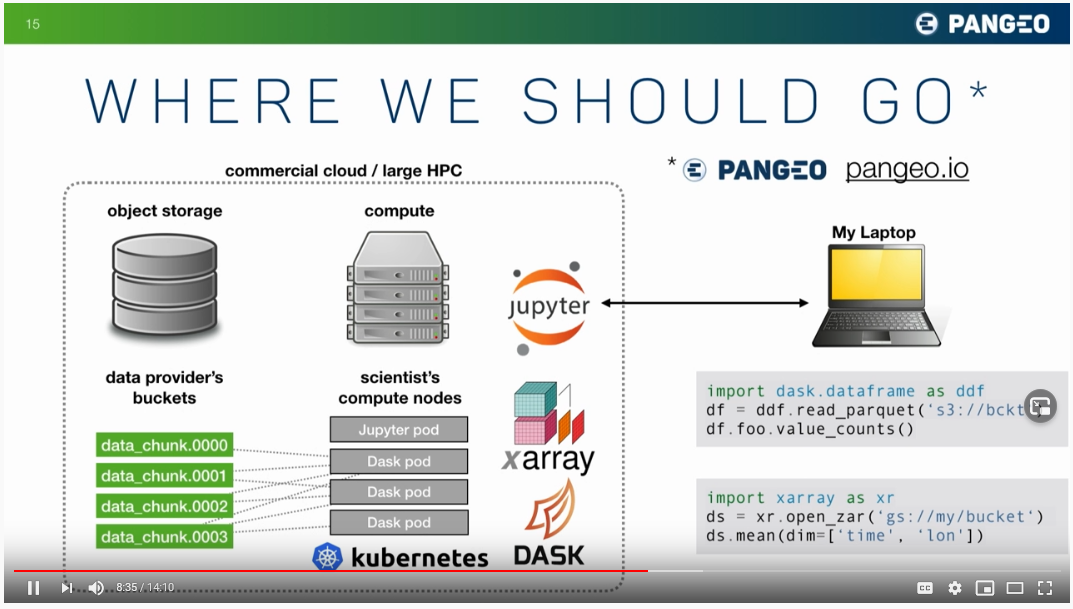 15
PANGEO
WHERE WE SHOULD GO*
commercial cloud / large HPC
* PANGEO pangeo.io
object storage
compute
My Laptop
jupyter
data provider's
buckets
scientist's
compute nodes
data_chunk.0000
data_chunk.0001
data_chunk.0002
data_chunk.0003
Jupyter pod
Dask pod
Dask pod
Dask pod
kubernetes
xarray
DASK
import dask.dataframe as ddf
df = ddf.read_parquet('s3://bckt
df.foo.value_counts()
import xarray as xr
ds = xr.open_zar('gs://my/bucket')
ds.mean(dim=['time', 'lon'])
8:35 / 14:10
CC